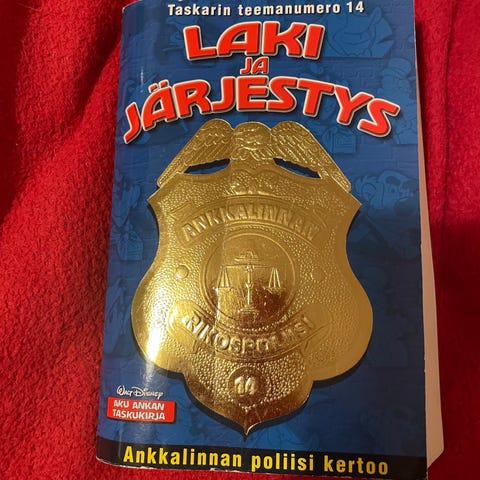 Taskarin teemanumero 14
LAKI
JA
JÄRJESTYS
ANKKALINNAN
RIKOSPOLIISI
14
Walt Disney
AKU ANKAN
TASKUKIRJA
Ankkalinnan poliisi kertoo